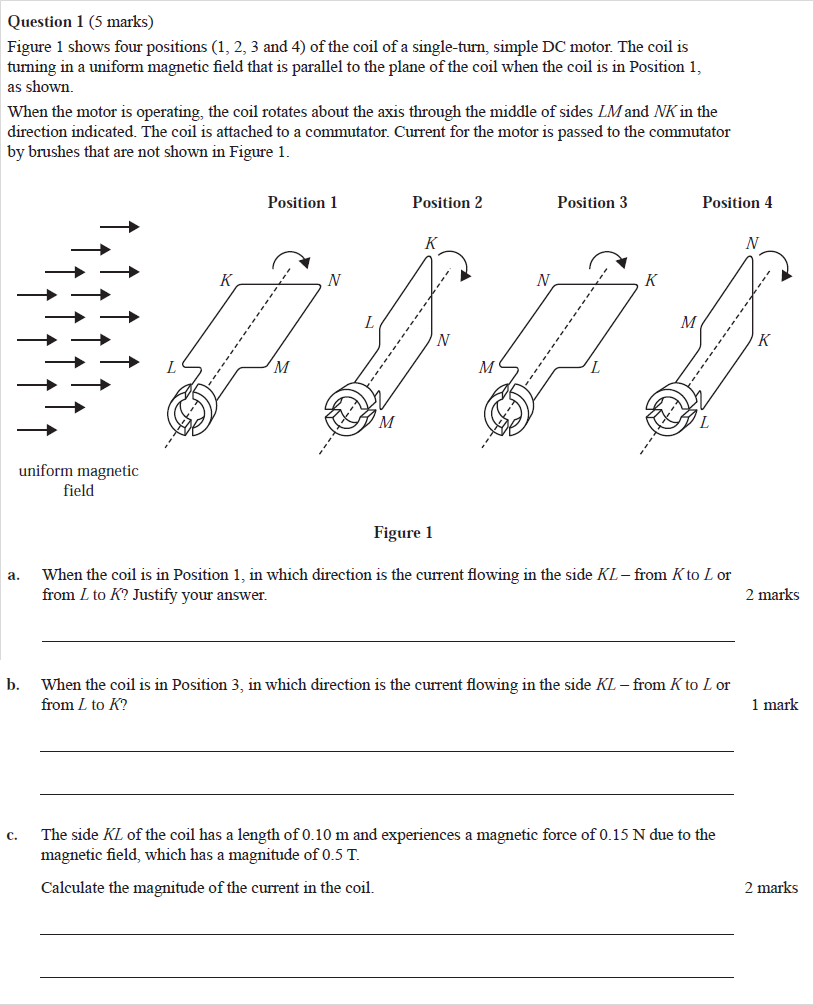 Question 1 (5 marks)
Figure 1 shows four positions (1, 2, 3 and 4) of the coil of a single-turn, simple DC motor. The coil is
turning in a uniform magnetic field that is parallel to the plane of the coil when the coil is in Position 1,
as shown.
When the motor is operating, the coil rotates about the axis through the middle of sides LM and NK in the
direction indicated. The coil is attached to a commutator. Current for the motor is passed to the commutator
by brushes that are not shown in Figure 1.
Position 1 Position 2 Position 3 Position 4
K N L M
K L N M
N K M L
N M K L
uniform magnetic
field
Figure 1
a. When the coil is in Position 1, in which direction is the current flowing in the side KL – from K to L or
from L to K? Justify your answer. 2 marks
b. When the coil is in Position 3, in which direction is the current flowing in the side KL – from K to L or
from L to K? 1 mark
c. The side KL of the coil has a length of 0.10 m and experiences a magnetic force of 0.15 N due to the
magnetic field, which has a magnitude of 0.5 T.
Calculate the magnitude of the current in the coil. 2 marks